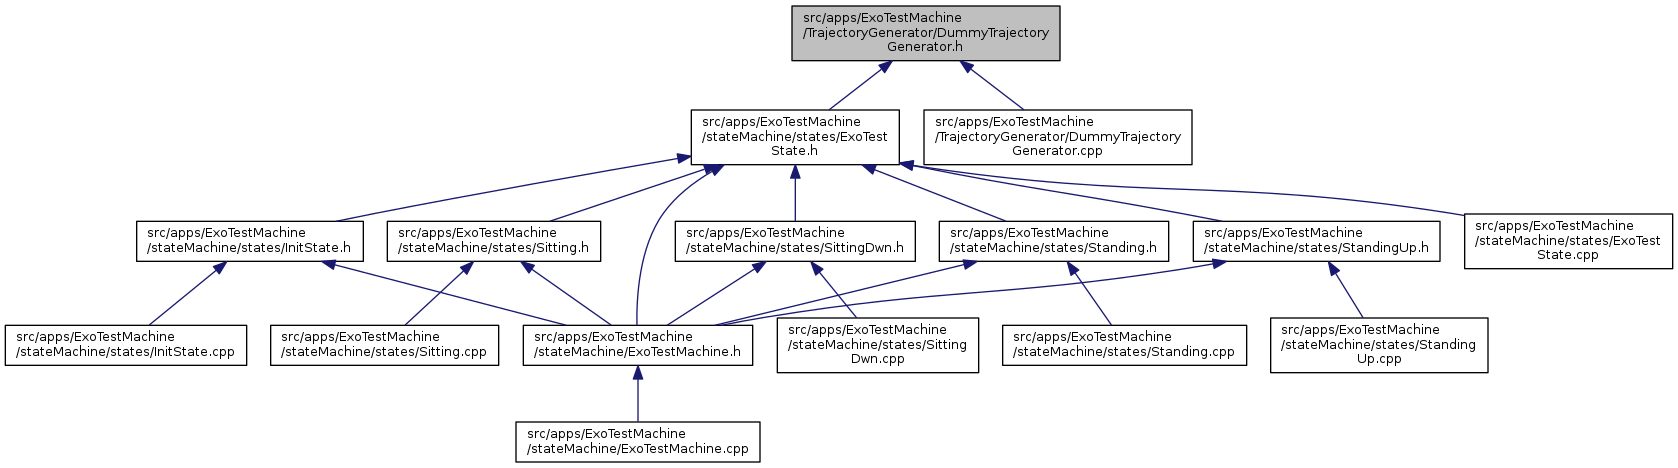 src/apps/ExoTestMachine
/TrajectoryGenerator/DummyTrajectory
Generator.h
src/apps/ExoTestMachine
/stateMachine/states/ExoTest
State.h
src/apps/ExoTestMachine
/TrajectoryGenerator/DummyTrajectory
Generator.cpp
src/apps/ExoTestMachine
/stateMachine/states/InitState.h
src/apps/ExoTestMachine
/stateMachine/states/Sitting.h
src/apps/ExoTestMachine
/stateMachine/states/SittingDwn.h
src/apps/ExoTestMachine
/stateMachine/states/Standing.h
src/apps/ExoTestMachine
/stateMachine/states/StandingUp.h
src/apps/ExoTestMachine
/stateMachine/states/ExoTest
State.cpp
src/apps/ExoTestMachine
/stateMachine/states/InitState.cpp
src/apps/ExoTestMachine
/stateMachine/states/Sitting.cpp
src/apps/ExoTestMachine
/stateMachine/ExoTestMachine.h
src/apps/ExoTestMachine
/stateMachine/states/Sitting
Dwn.cpp
src/apps/ExoTestMachine
/stateMachine/states/Standing.cpp
src/apps/ExoTestMachine
/stateMachine/states/Standing
Up.cpp
src/apps/ExoTestMachine
/stateMachine/ExoTestMachine.cpp